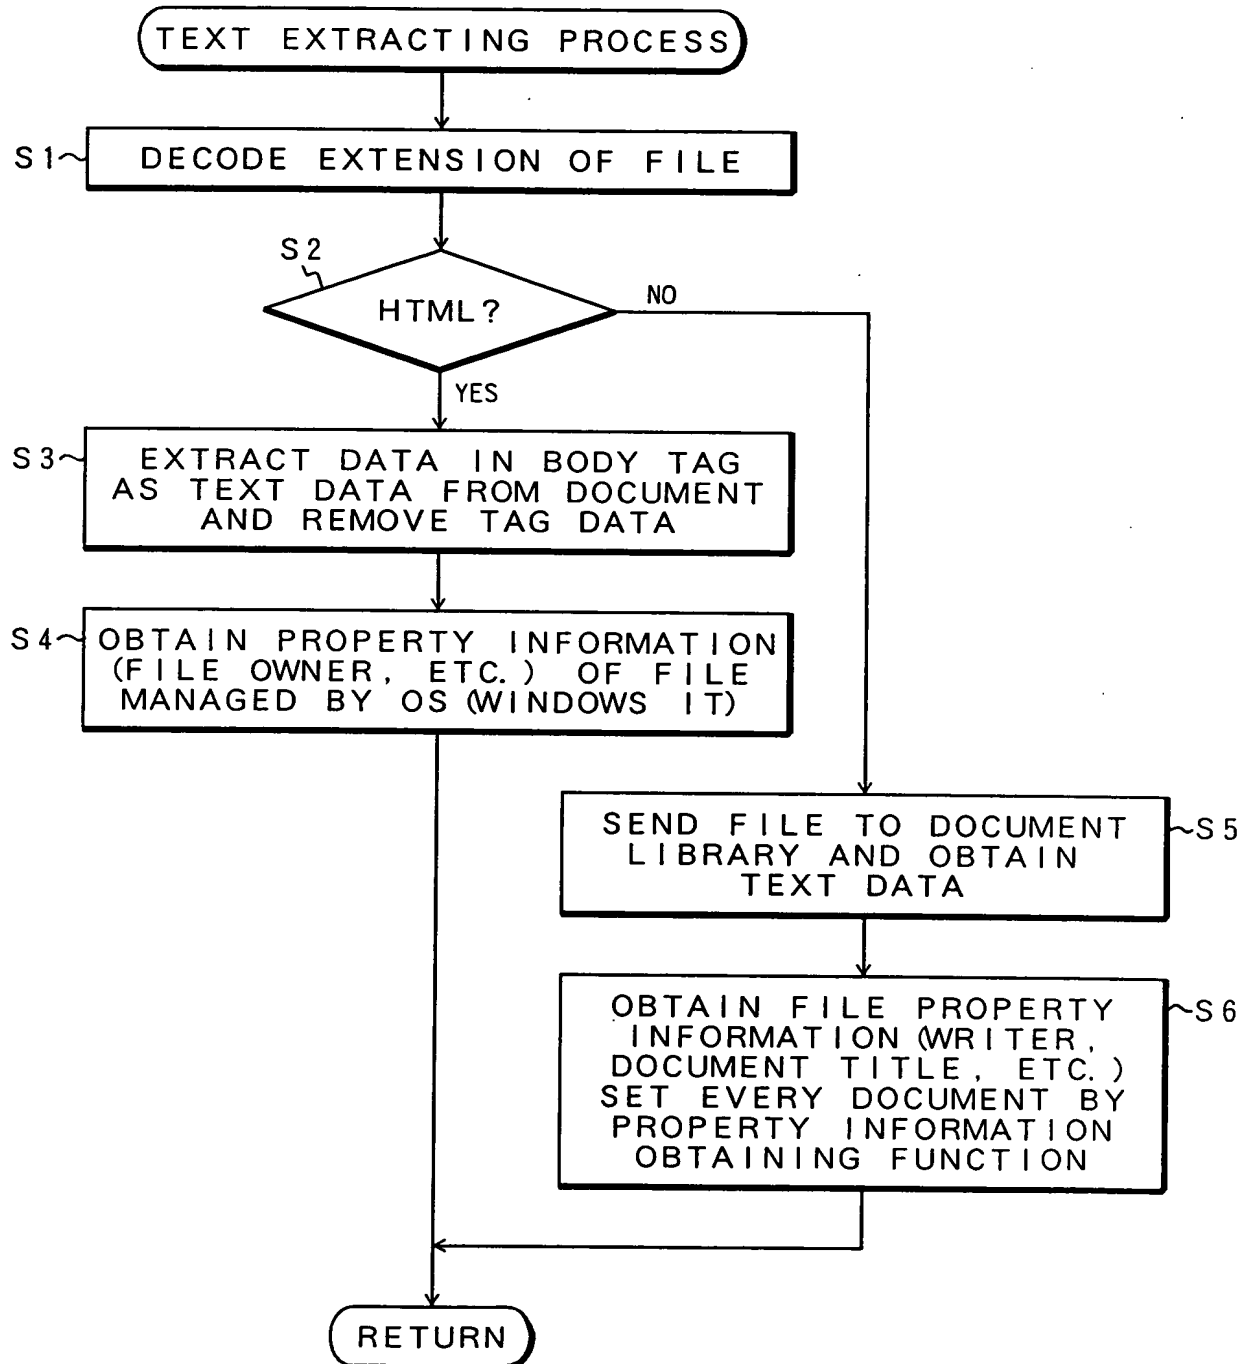 TEXT EXTRACTING PROCESS
S1
DECODE EXTENSION OF FILE
S2
HTML?
NO
YES
S3
EXTRACT DATA IN BODY TAG
AS TEXT DATA FROM DOCUMENT
AND REMOVE TAG DATA
S4
OBTAIN PROPERTY INFORMATION
(FILE OWNER, ETC.) OF FILE
MANAGED BY OS (WINDOWS IT)
SEND FILE TO DOCUMENT
LIBRARY AND OBTAIN
TEXT DATA
S5
OBTAIN FILE PROPERTY
INFORMATION (WRITER,
DOCUMENT TITLE, ETC.)
SET EVERY DOCUMENT BY
PROPERTY INFORMATION
OBTAINING FUNCTION
S6
RETURN